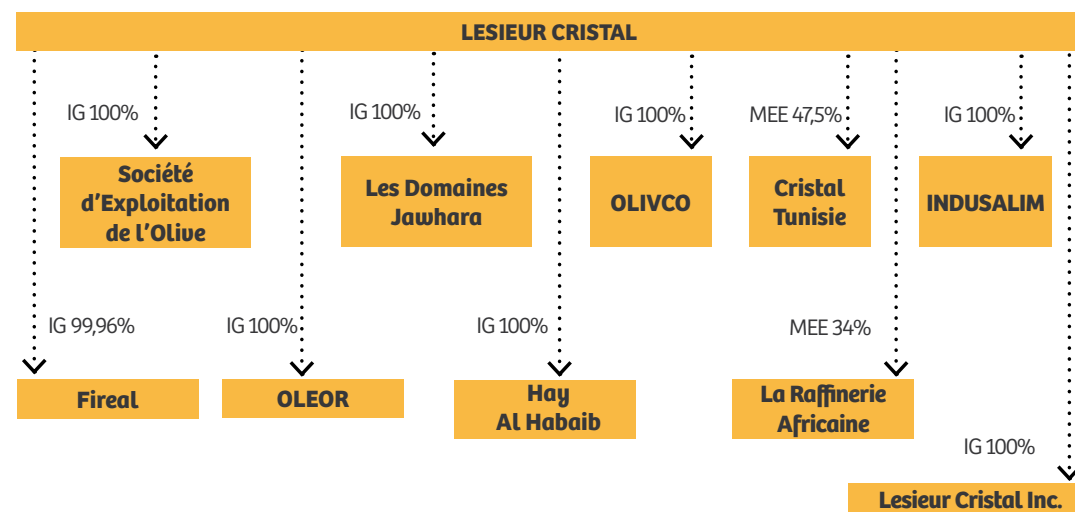 LESIEUR CRISTAL
IG 100%
IG 100%
IG 100%
MEE 47,5%
IG 100%
Société
d'Exploitation
de l'Olive
Les Domaines
Jawhara
OLIVCO
Cristal
Tunisie
INDUSALIM
IG 99,96%
IG 100%
IG 100%
MEE 34%
Fireal
OLEOR
Hay
Al Habaib
La Raffinerie
Africaine
IG 100%
Lesieur Cristal Inc.